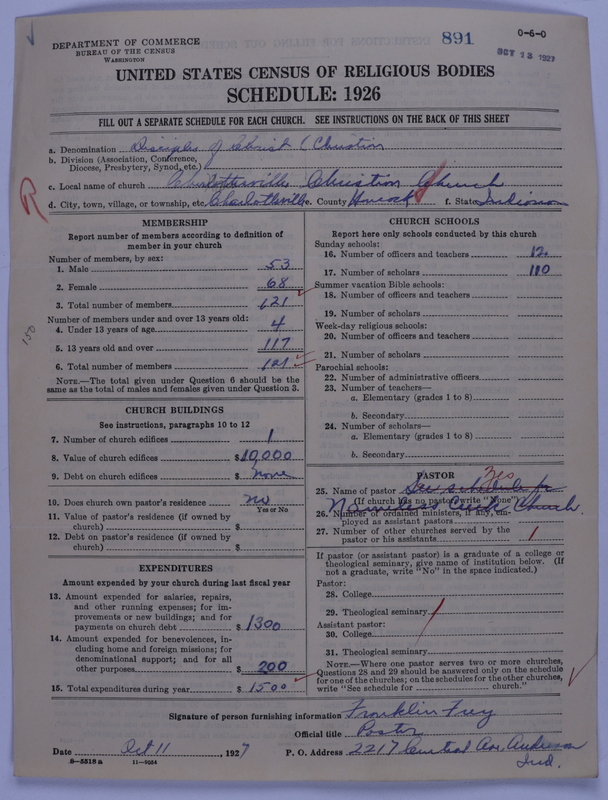 891
0-6-0
OCT 13 1927
DEPARTMENT OF COMMERCE
BUREAU OF THE CENSUS
WASHINGTON
UNITED STATES CENSUS OF RELIGIOUS BODIES
SCHEDULE: 1926
FILL OUT A SEPARATE SCHEDULE FOR EACH CHURCH. SEE INSTRUCTIONS ON THE BACK OF THIS SHEET
a. Denomination Disciples of Christ (Christian
b. Division (Association, Conference,
Diocese, Presbytery, Synod, etc.)
c. Local name of church Charlottesville Christian Church
d. City, town, village, or township, etc. Charlottsville e. County Hancock f. State Indiana
R
MEMBERSHIP
Report number of members according to definition of
member in your church
Number of members, by sex:
1. Male 53
2. Female 68
3. Total number of members 121
Number of members under and over 13 years old:
4. Under 13 years of age 4
5. 13 years old and over 117
6. Total number of members 121
150
NOTE.—The total given under Question 6 should be the
same as the total of males and females given under Question 3.
CHURCH BUILDINGS
See instructions, paragraphs 10 to 12
7. Number of church edifices 1
8. Value of church edifices $10,000
9. Debt on church edifices $ none
10. Does church own pastor's residence? no
Yes or No
11. Value of pastor's residence (if owned by
church) $
12. Debt on pastor's residence (if owned by
church) $
EXPENDITURES
Amount expended by your church during last fiscal year
13. Amount expended for salaries, repairs,
and other running expenses; for im-
provements or new buildings; and for
payments on church debt $ 1300
14. Amount expended for benevolences, in-
cluding home and foreign missions; for
denominational support; and for all
other purposes $ 200
15. Total expenditures during year $ 1500
CHURCH SCHOOLS
Report here only schools conducted by this church
Sunday schools:
16. Number of officers and teachers 12
17. Number of scholars 110
Summer vacation Bible schools:
18. Number of officers and teachers
19. Number of scholars
Week-day religious schools:
20. Number of officers and teachers
21. Number of scholars
Parochial schools:
22. Number of administrative officers
23. Number of teachers—
a. Elementary (grades 1 to 8)
b. Secondary
24. Number of scholars—
a. Elementary (grades 1 to 8)
b. Secondary
PASTOR
yes
25. Name of pastor See schedule for
(If church has no pastor, write "None")
Nameless Creek Church.
26. Number of ordained ministers, if any, em-
ployed as assistant pastors
27. Number of other churches served by the
pastor or his assistants 1
If pastor (or assistant pastor) is a graduate of a college or
theological seminary, give name of institution below. (If
not a graduate, write "No" in the space indicated.)
Pastor:
28. College
29. Theological seminary
Assistant pastor:
30. College
31. Theological seminary
NOTE.—Where one pastor serves two or more churches,
Questions 28 and 29 should be answered only on the schedule
for one of the churches; on the schedules for the other churches,
write "See schedule for church."
Signature of person furnishing information Franklin Frey
Official title Pastor
Date Oct 11, 1927 P. O. Address 2217 Central Ave. Anderson
Ind.
8-5518 a 11-9034